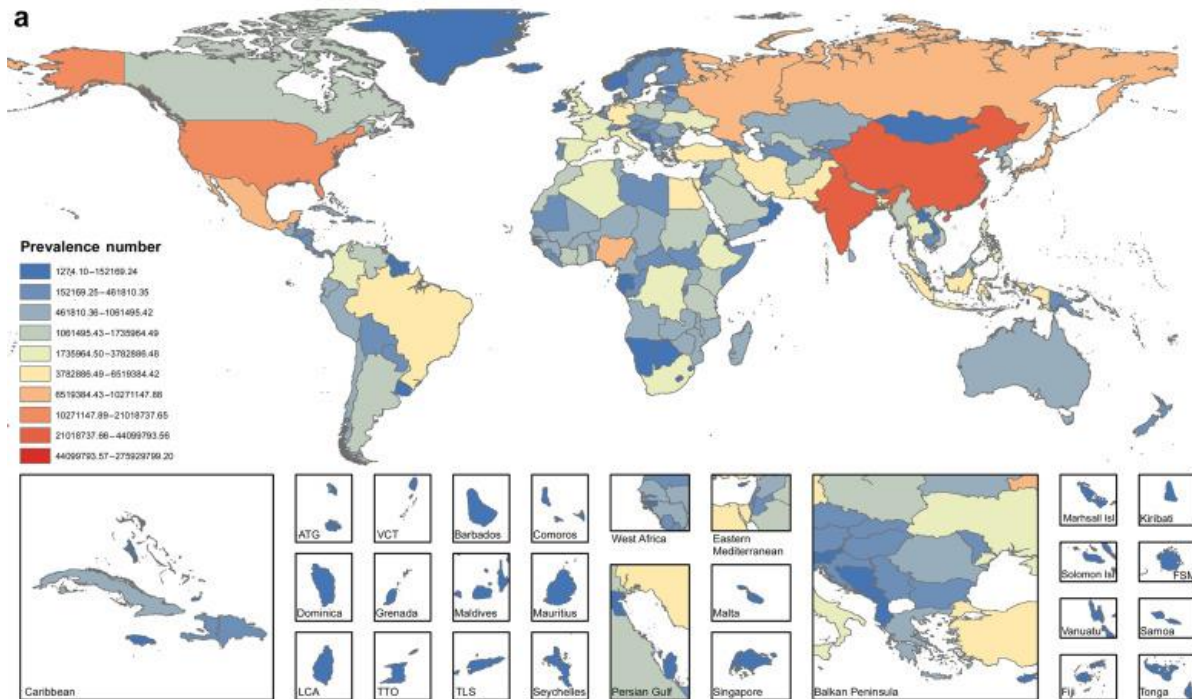 a
Prevalence number
1274.10–152169.24
152169.25–461810.35
461810.36–1061495.42
1061495.43–1735964.49
1735964.50–3782886.48
3782886.49–6519384.42
6519384.43–10271147.88
10271147.89–21018737.65
21018737.66–44099793.56
44099793.57–275929799.20
Caribbean
ATG
VCT
Barbados
Comoros
West Africa
Eastern
Mediterranean
Marhsall Isl
Kiribati
Dominica
Grenada
Maldives
Mauritius
Malta
Solomon Isl
FSM
LCA
TTO
TLS
Seychelles
Persian Gulf
Singapore
Balkan Peninsula
Vanuatu
Samoa
Fiji
Tonga